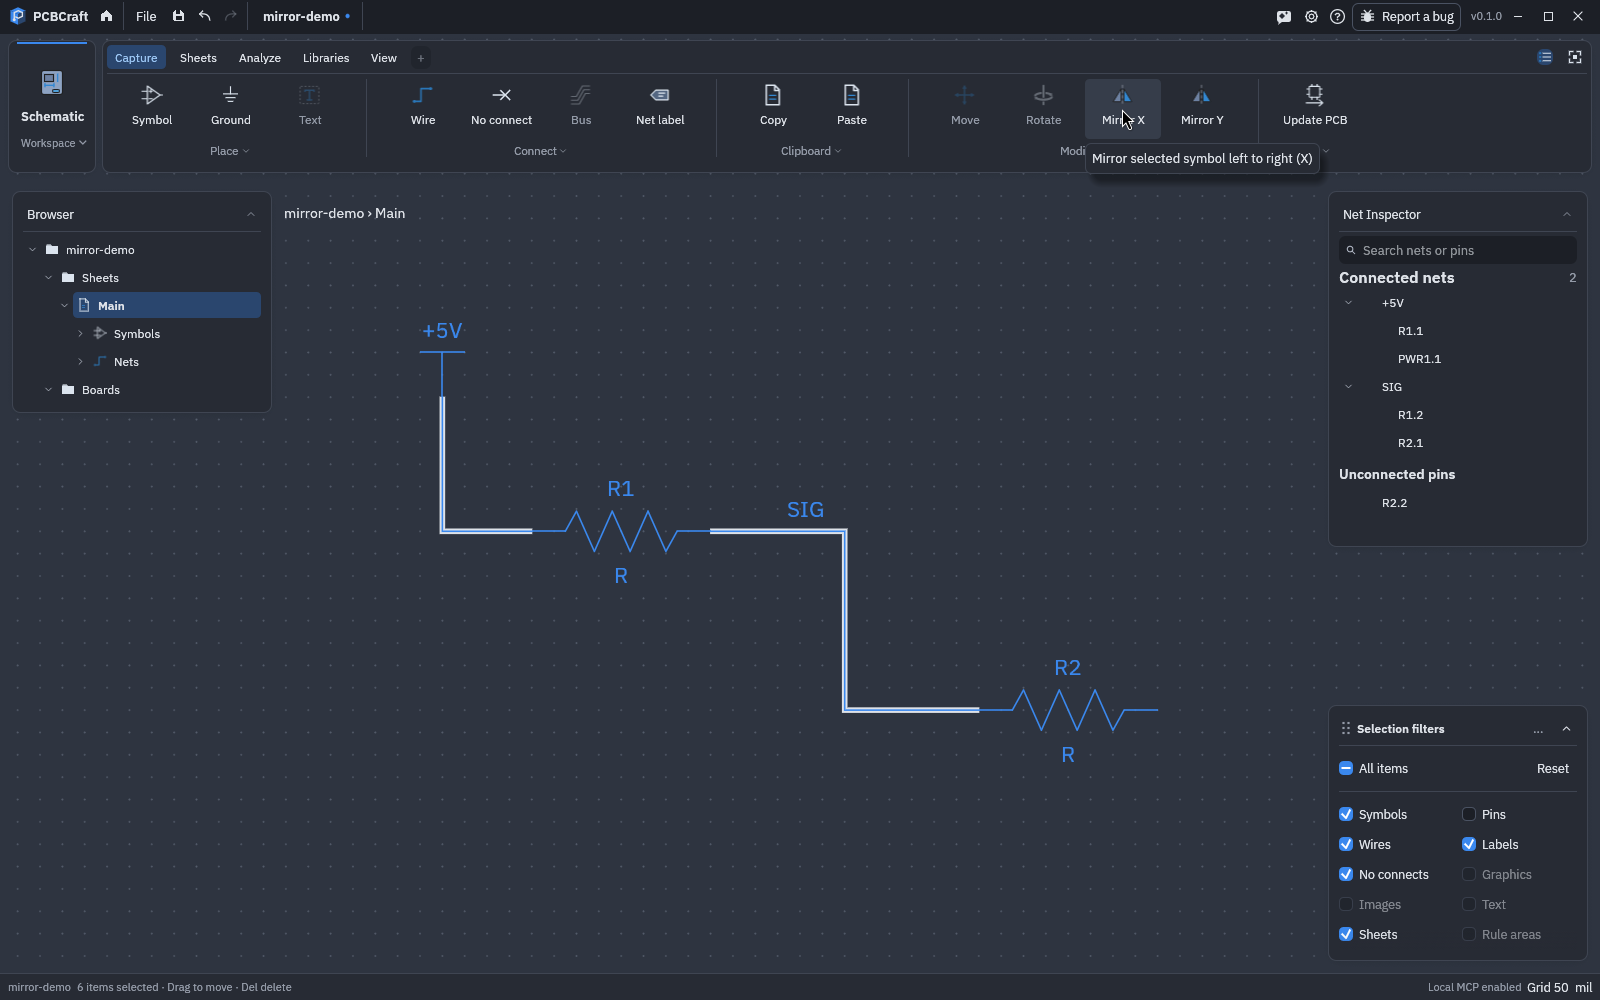 PCBCraft File mirror-demo Report a bug v0.1.0
Schematic
Workspace
Capture Sheets Analyze Libraries View +
Symbol Ground Text Wire No connect Bus Net label Copy Paste Move Rotate Mirror X Mirror Y Update PCB
Place Connect Clipboard
Mirror selected symbol left to right (X)
Browser
mirror-demo
Sheets
Main
Symbols
Nets
Boards
mirror-demo › Main
+5V
R1
R
SIG
R2
R
Net Inspector
Search nets or pins
Connected nets 2
+5V
R1.1
PWR1.1
SIG
R1.2
R2.1
Unconnected pins
R2.2
Selection filters ...
All items Reset
Symbols Pins
Wires Labels
No connects Graphics
Images Text
Sheets Rule areas
mirror-demo 6 items selected · Drag to move · Del delete
Local MCP enabled Grid 50 mil